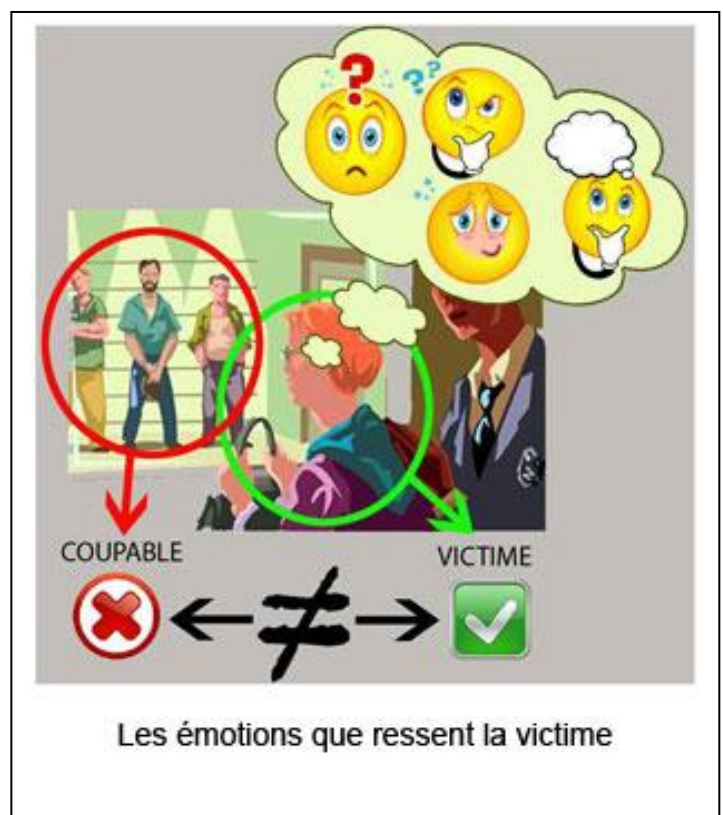 ?
? ?
COUPABLE
VICTIME
≠
Les émotions que ressent la victime